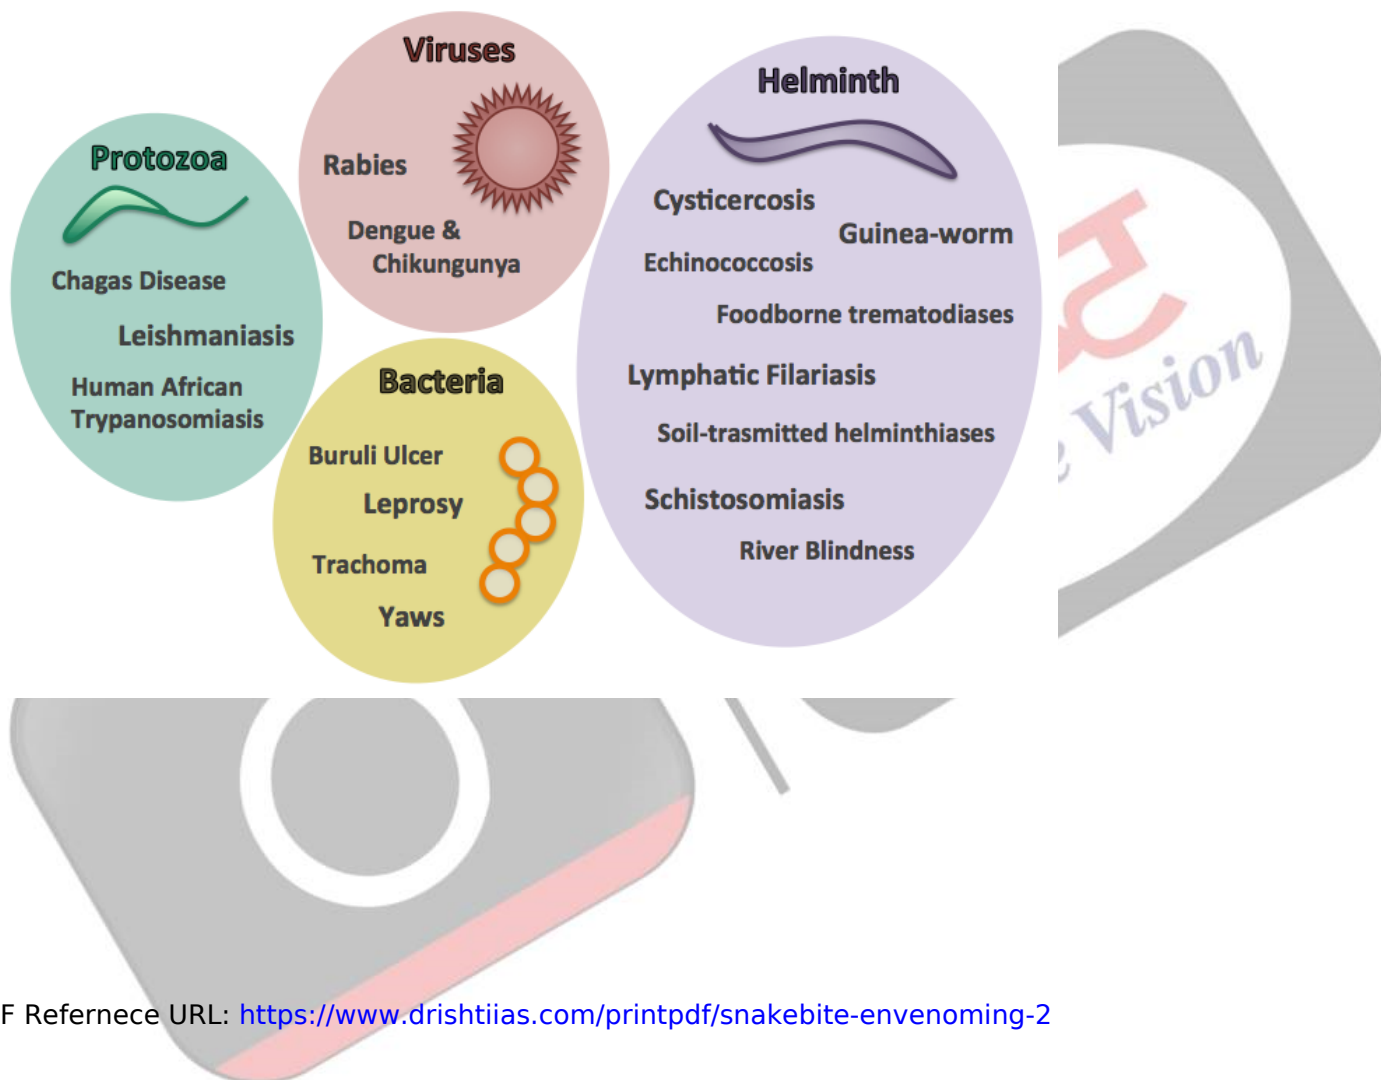 Viruses
Rabies
Dengue &
Chikungunya
Protozoa
Chagas Disease
Leishmaniasis
Human African
Trypanosomiasis
Bacteria
Buruli Ulcer
Leprosy
Trachoma
Yaws
Helminth
Cysticercosis
Guinea-worm
Echinococcosis
Foodborne trematodiases
Lymphatic Filariasis
Soil-trasmitted helminthiases
Schistosomiasis
River Blindness
Vision
F Refernece URL: https://www.drishtiias.com/printpdf/snakebite-envenoming-2